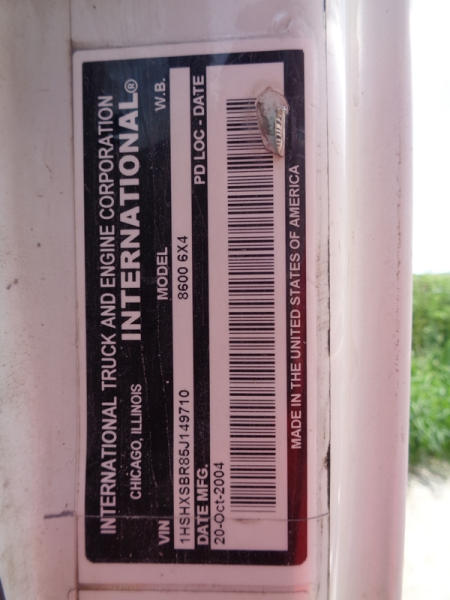 INTERNATIONAL TRUCK AND ENGINE CORPORATION
CHICAGO, ILLINOIS INTERNATIONAL®
VIN MODEL W.B.
1HSHXSBR85J149710 8600 6X4
DATE MFG. PD LOC - DATE
20-Oct-2004
MADE IN THE UNITED STATES OF AMERICA